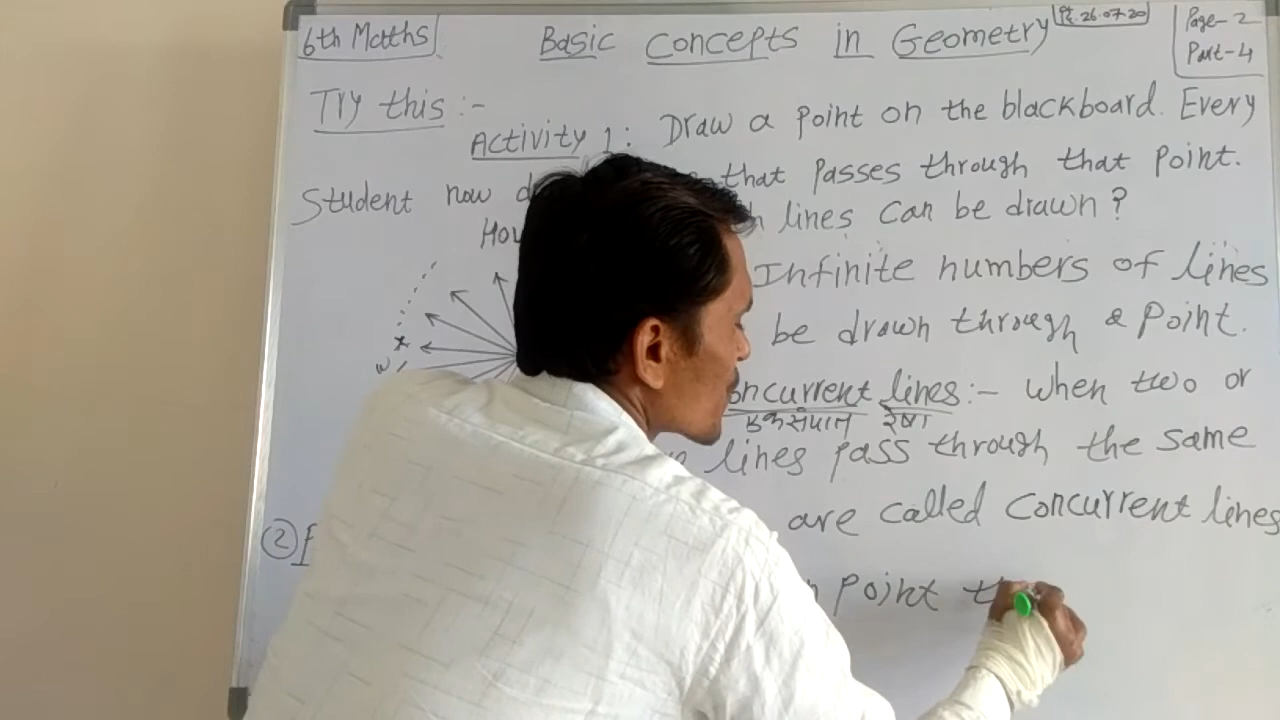 6th Maths Basic Concepts in Geometry Dt. 26.07.20 Page-2
Part-4
Try this :-
Activity 1: Draw a point on the blackboard. Every
Student now that passes through that point.
lines can be drawn?
Infinite numbers of lines
be drawn through a point.
concurrent lines :- when two or
एकसंपात रेषा
lines pass through the same
are called concurrent lines
②
point